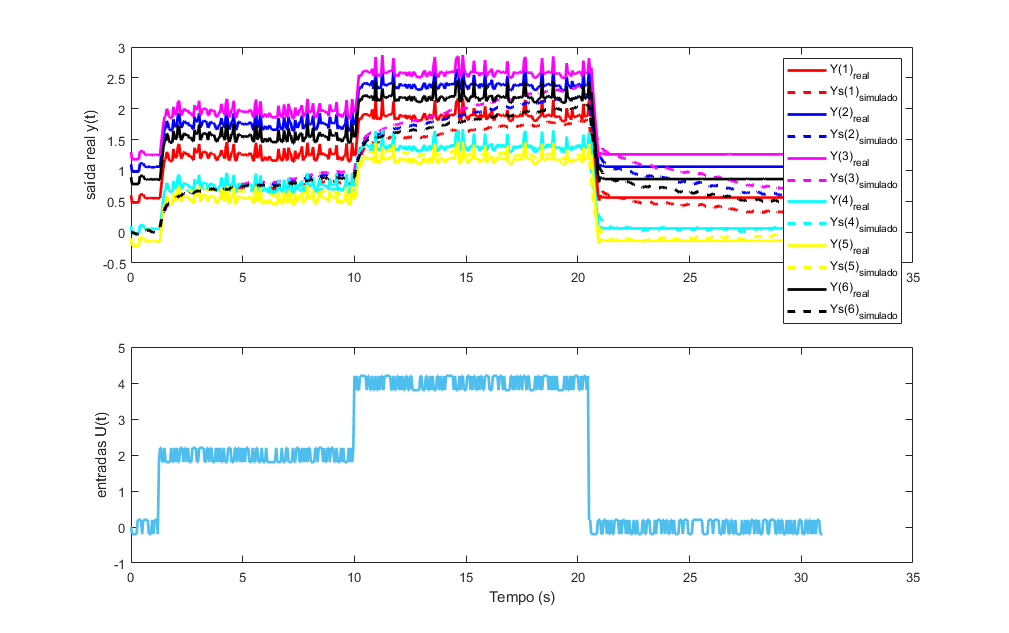 3
2.5
2
1.5
1
0.5
0
-0.5
saída real y(t)
0 5 10 15 20 25 30 35
Y(1)real
Ys(1)simulado
Y(2)real
Ys(2)simulado
Y(3)real
Ys(3)simulado
Y(4)real
Ys(4)simulado
Y(5)real
Ys(5)simulado
Y(6)real
Ys(6)simulado
5
4
3
2
1
0
-1
entradas U(t)
0 5 10 15 20 25 30 35
Tempo (s)